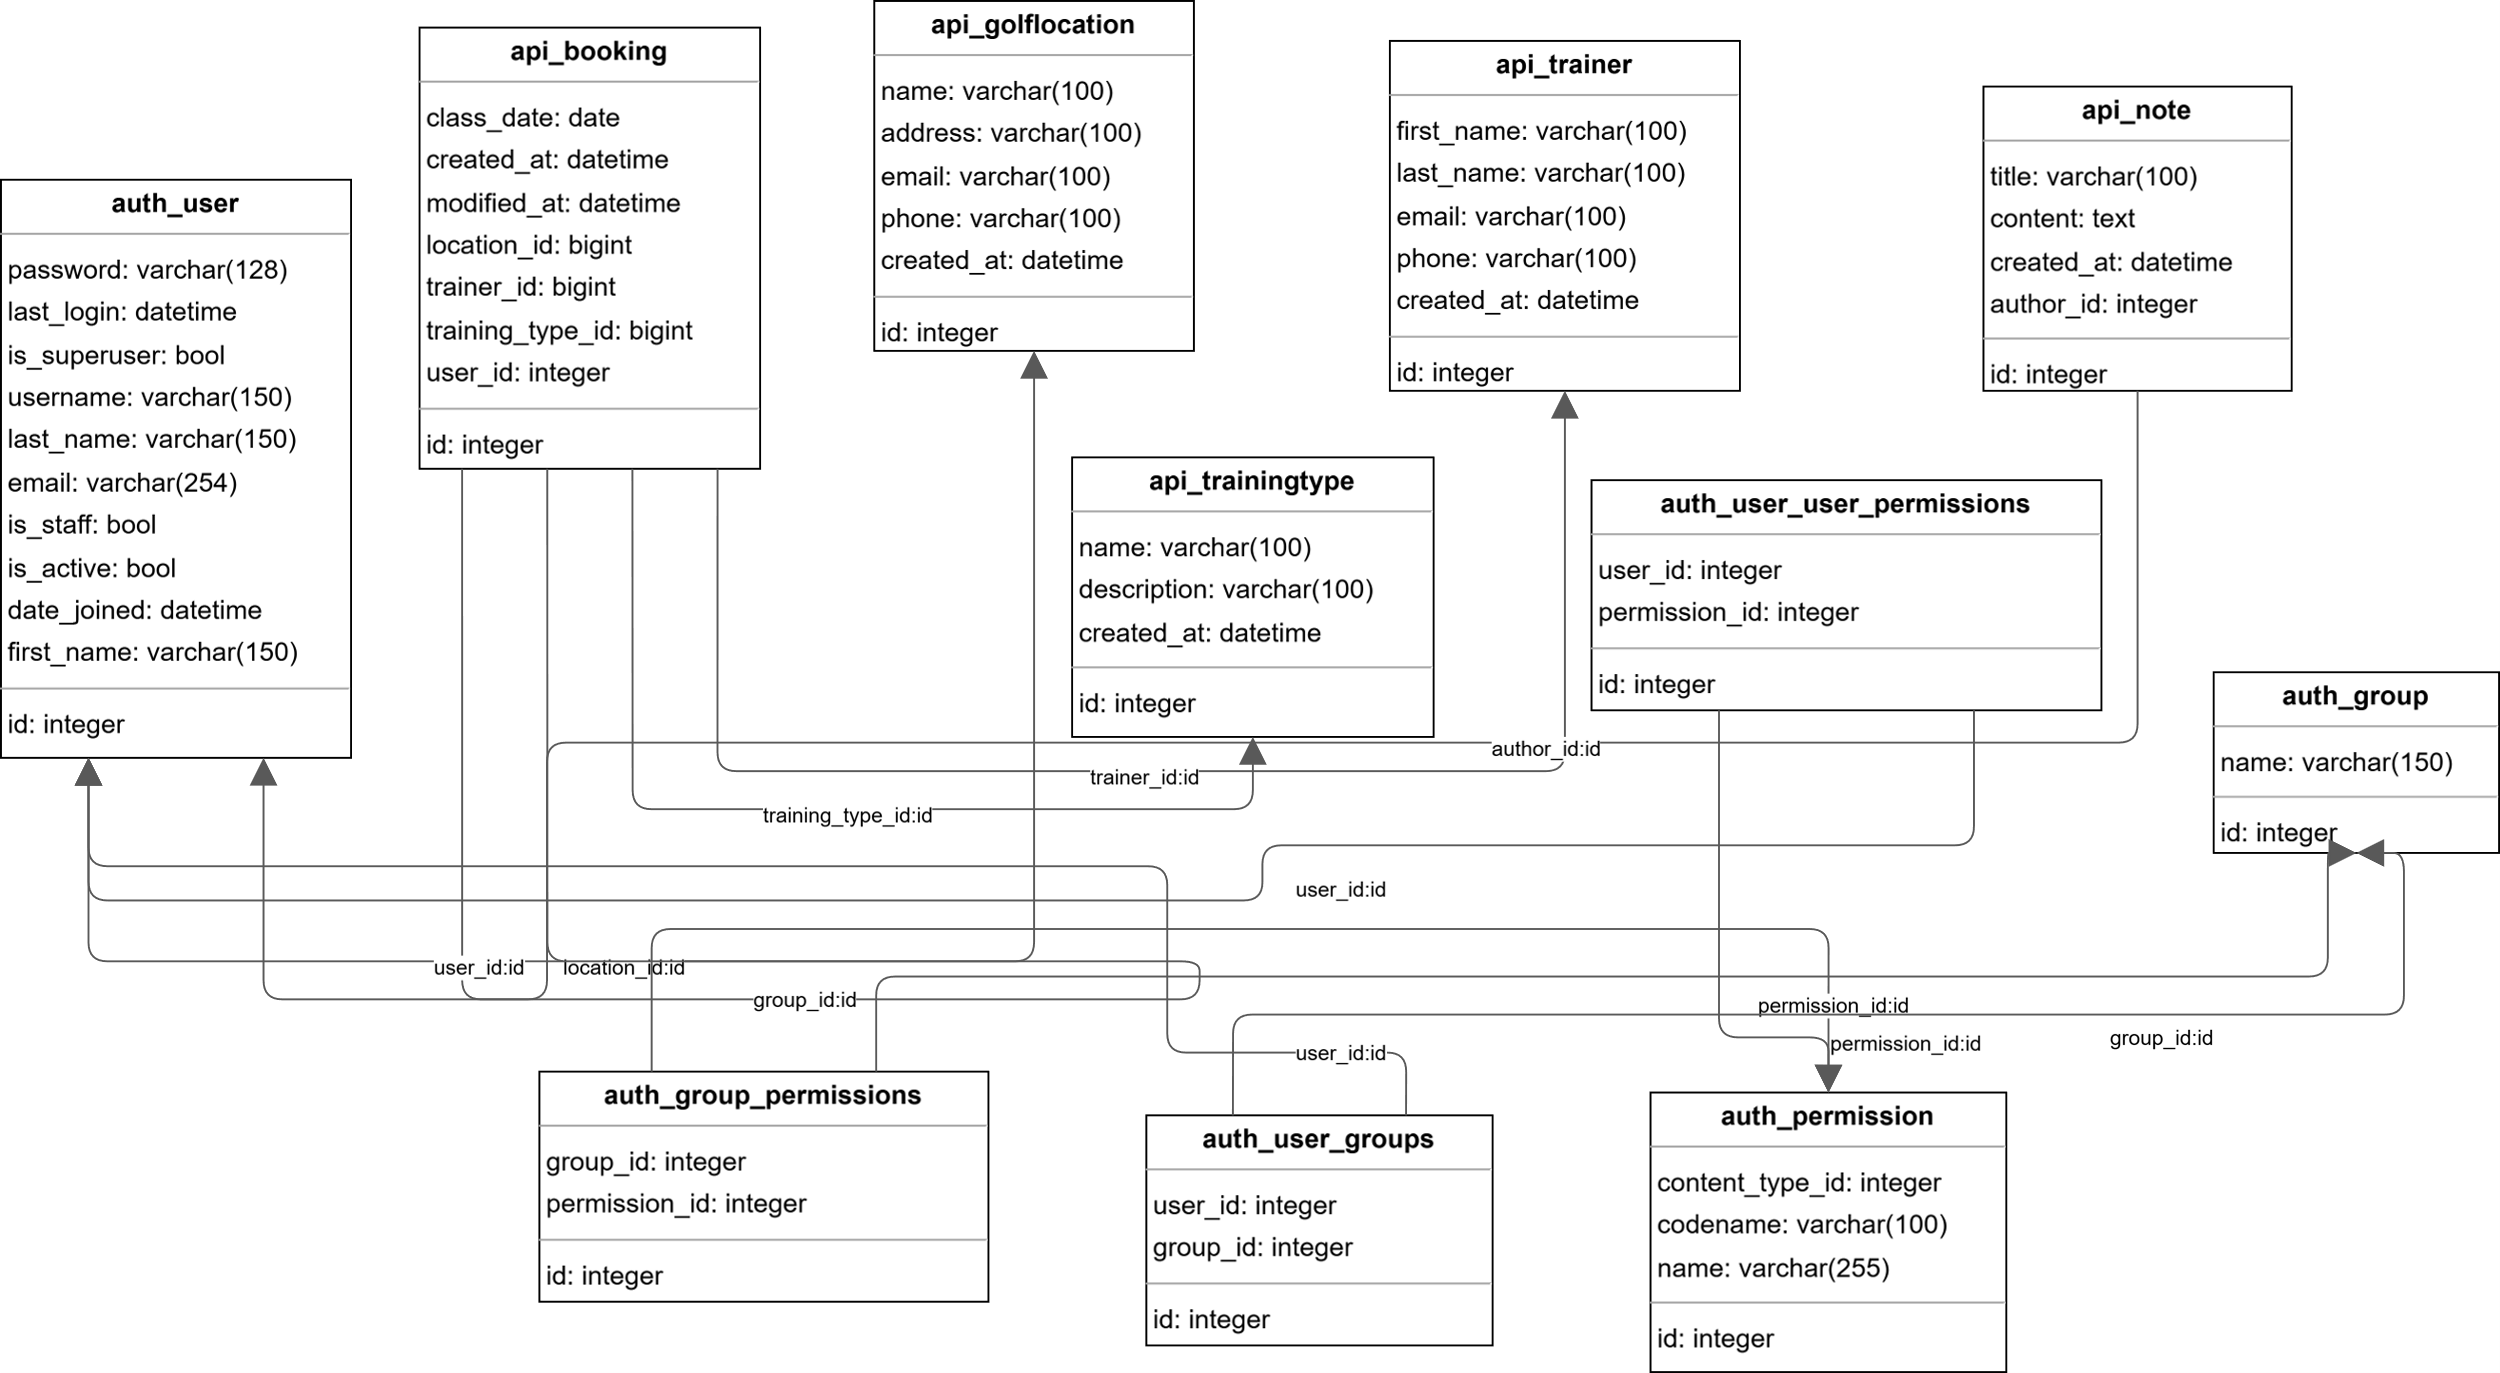 api_golflocation
name: varchar(100)
address: varchar(100)
email: varchar(100)
phone: varchar(100)
created_at: datetime
id: integer
api_booking
class_date: date
created_at: datetime
modified_at: datetime
location_id: bigint
trainer_id: bigint
training_type_id: bigint
user_id: integer
id: integer
api_trainer
first_name: varchar(100)
last_name: varchar(100)
email: varchar(100)
phone: varchar(100)
created_at: datetime
id: integer
api_note
title: varchar(100)
content: text
created_at: datetime
author_id: integer
id: integer
auth_user
password: varchar(128)
last_login: datetime
is_superuser: bool
username: varchar(150)
last_name: varchar(150)
email: varchar(254)
is_staff: bool
is_active: bool
date_joined: datetime
first_name: varchar(150)
id: integer
api_trainingtype
name: varchar(100)
description: varchar(100)
created_at: datetime
id: integer
auth_user_user_permissions
user_id: integer
permission_id: integer
id: integer
auth_group
name: varchar(150)
id: integer
author_id:id
trainer_id:id
training_type_id:id
user_id:id
user_id:id
location_id:id
group_id:id
permission_id:id
group_id:id
permission_id:id
user_id:id
auth_group_permissions
group_id: integer
permission_id: integer
id: integer
auth_user_groups
user_id: integer
group_id: integer
id: integer
auth_permission
content_type_id: integer
codename: varchar(100)
name: varchar(255)
id: integer